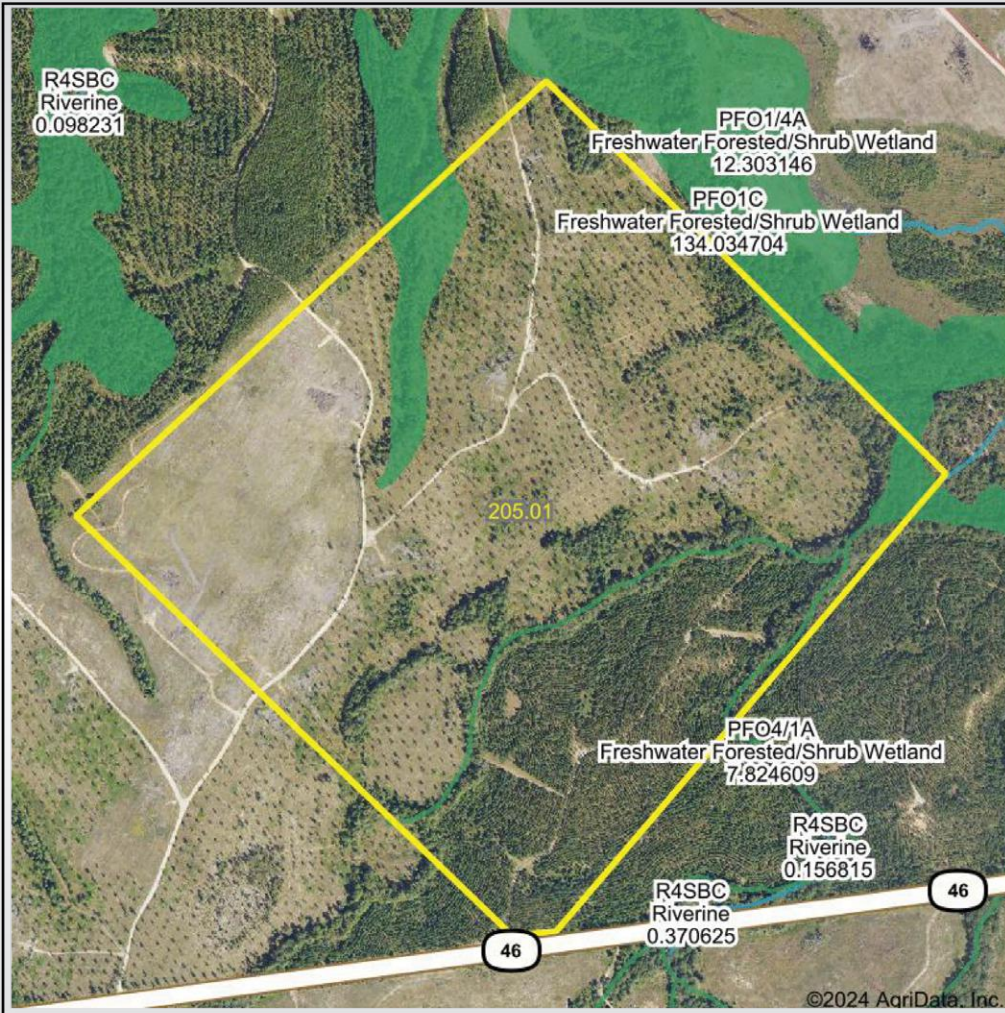 R4SBC
Riverine
0.098231
PFO1/4A
Freshwater Forested/Shrub Wetland
12.303146
PFO1C
Freshwater Forested/Shrub Wetland
134.034704
205.01
PFO4/1A
Freshwater Forested/Shrub Wetland
7.824609
R4SBC
Riverine
0.156815
R4SBC
Riverine
0.370625
46
46
©2024 AgriData, Inc.